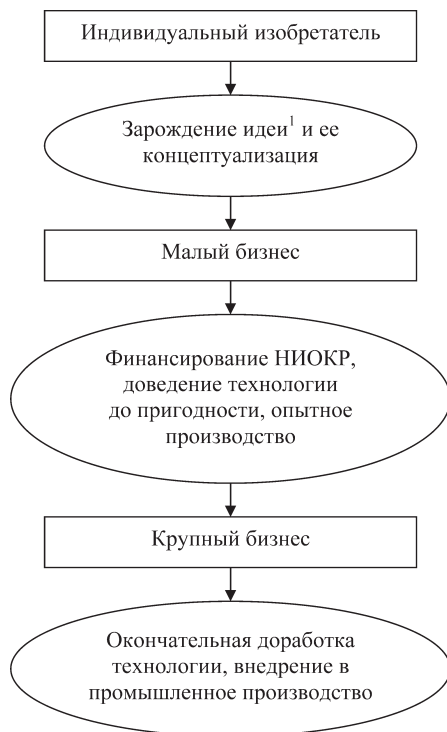 Индивидуальный изобретатель
Зарождение идеи¹ и ее
концептуализация
Малый бизнес
Финансирование НИОКР,
доведение технологии
до пригодности, опытное
производство
Крупный бизнес
Окончательная доработка
технологии, внедрение в
промышленное производство